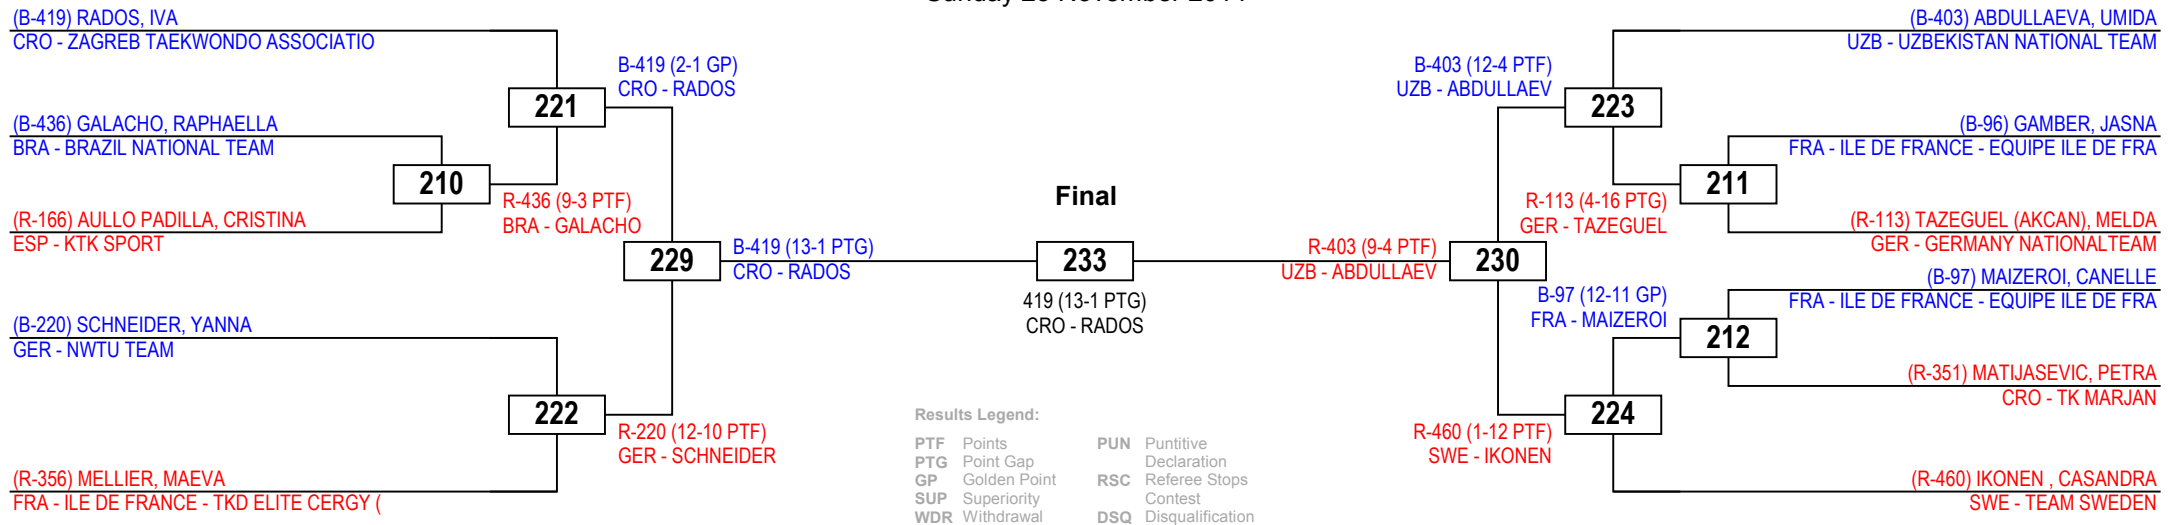 (B-419) RADOS, IVA
CRO - ZAGREB TAEKWONDO ASSOCIATIO
B-419 (2-1 GP)
CRO - RADOS
221
(B-436) GALACHO, RAPHAELLA
BRA - BRAZIL NATIONAL TEAM
210
R-436 (9-3 PTF)
BRA - GALACHO
(R-166) AULLO PADILLA, CRISTINA
ESP - KTK SPORT
229
B-419 (13-1 PTG)
CRO - RADOS
(B-220) SCHNEIDER, YANNA
GER - NWTU TEAM
222
R-220 (12-10 PTF)
GER - SCHNEIDER
(R-356) MELLIER, MAEVA
FRA - ILE DE FRANCE - TKD ELITE CERGY (
Final
233
419 (13-1 PTG)
CRO - RADOS
(B-403) ABDULLAEVA, UMIDA
UZB - UZBEKISTAN NATIONAL TEAM
B-403 (12-4 PTF)
UZB - ABDULLAEV
223
(B-96) GAMBER, JASNA
FRA - ILE DE FRANCE - EQUIPE ILE DE FRA
211
R-113 (4-16 PTG)
GER - TAZEGUEL
(R-113) TAZEGUEL (AKCAN), MELDA
GER - GERMANY NATIONALTEAM
R-403 (9-4 PTF)
UZB - ABDULLAEV
230
(B-97) MAIZEROI, CANELLE
FRA - ILE DE FRANCE - EQUIPE ILE DE FRA
B-97 (12-11 GP)
FRA - MAIZEROI
212
(R-351) MATIJASEVIC, PETRA
CRO - TK MARJAN
224
R-460 (1-12 PTF)
SWE - IKONEN
(R-460) IKONEN , CASANDRA
SWE - TEAM SWEDEN
Results Legend:
PTF Points
PTG Point Gap
GP Golden Point
SUP Superiority
WDR Withdrawal
PUN Puntitive
Declaration
RSC Referee Stops
Contest
DSQ Disqualification